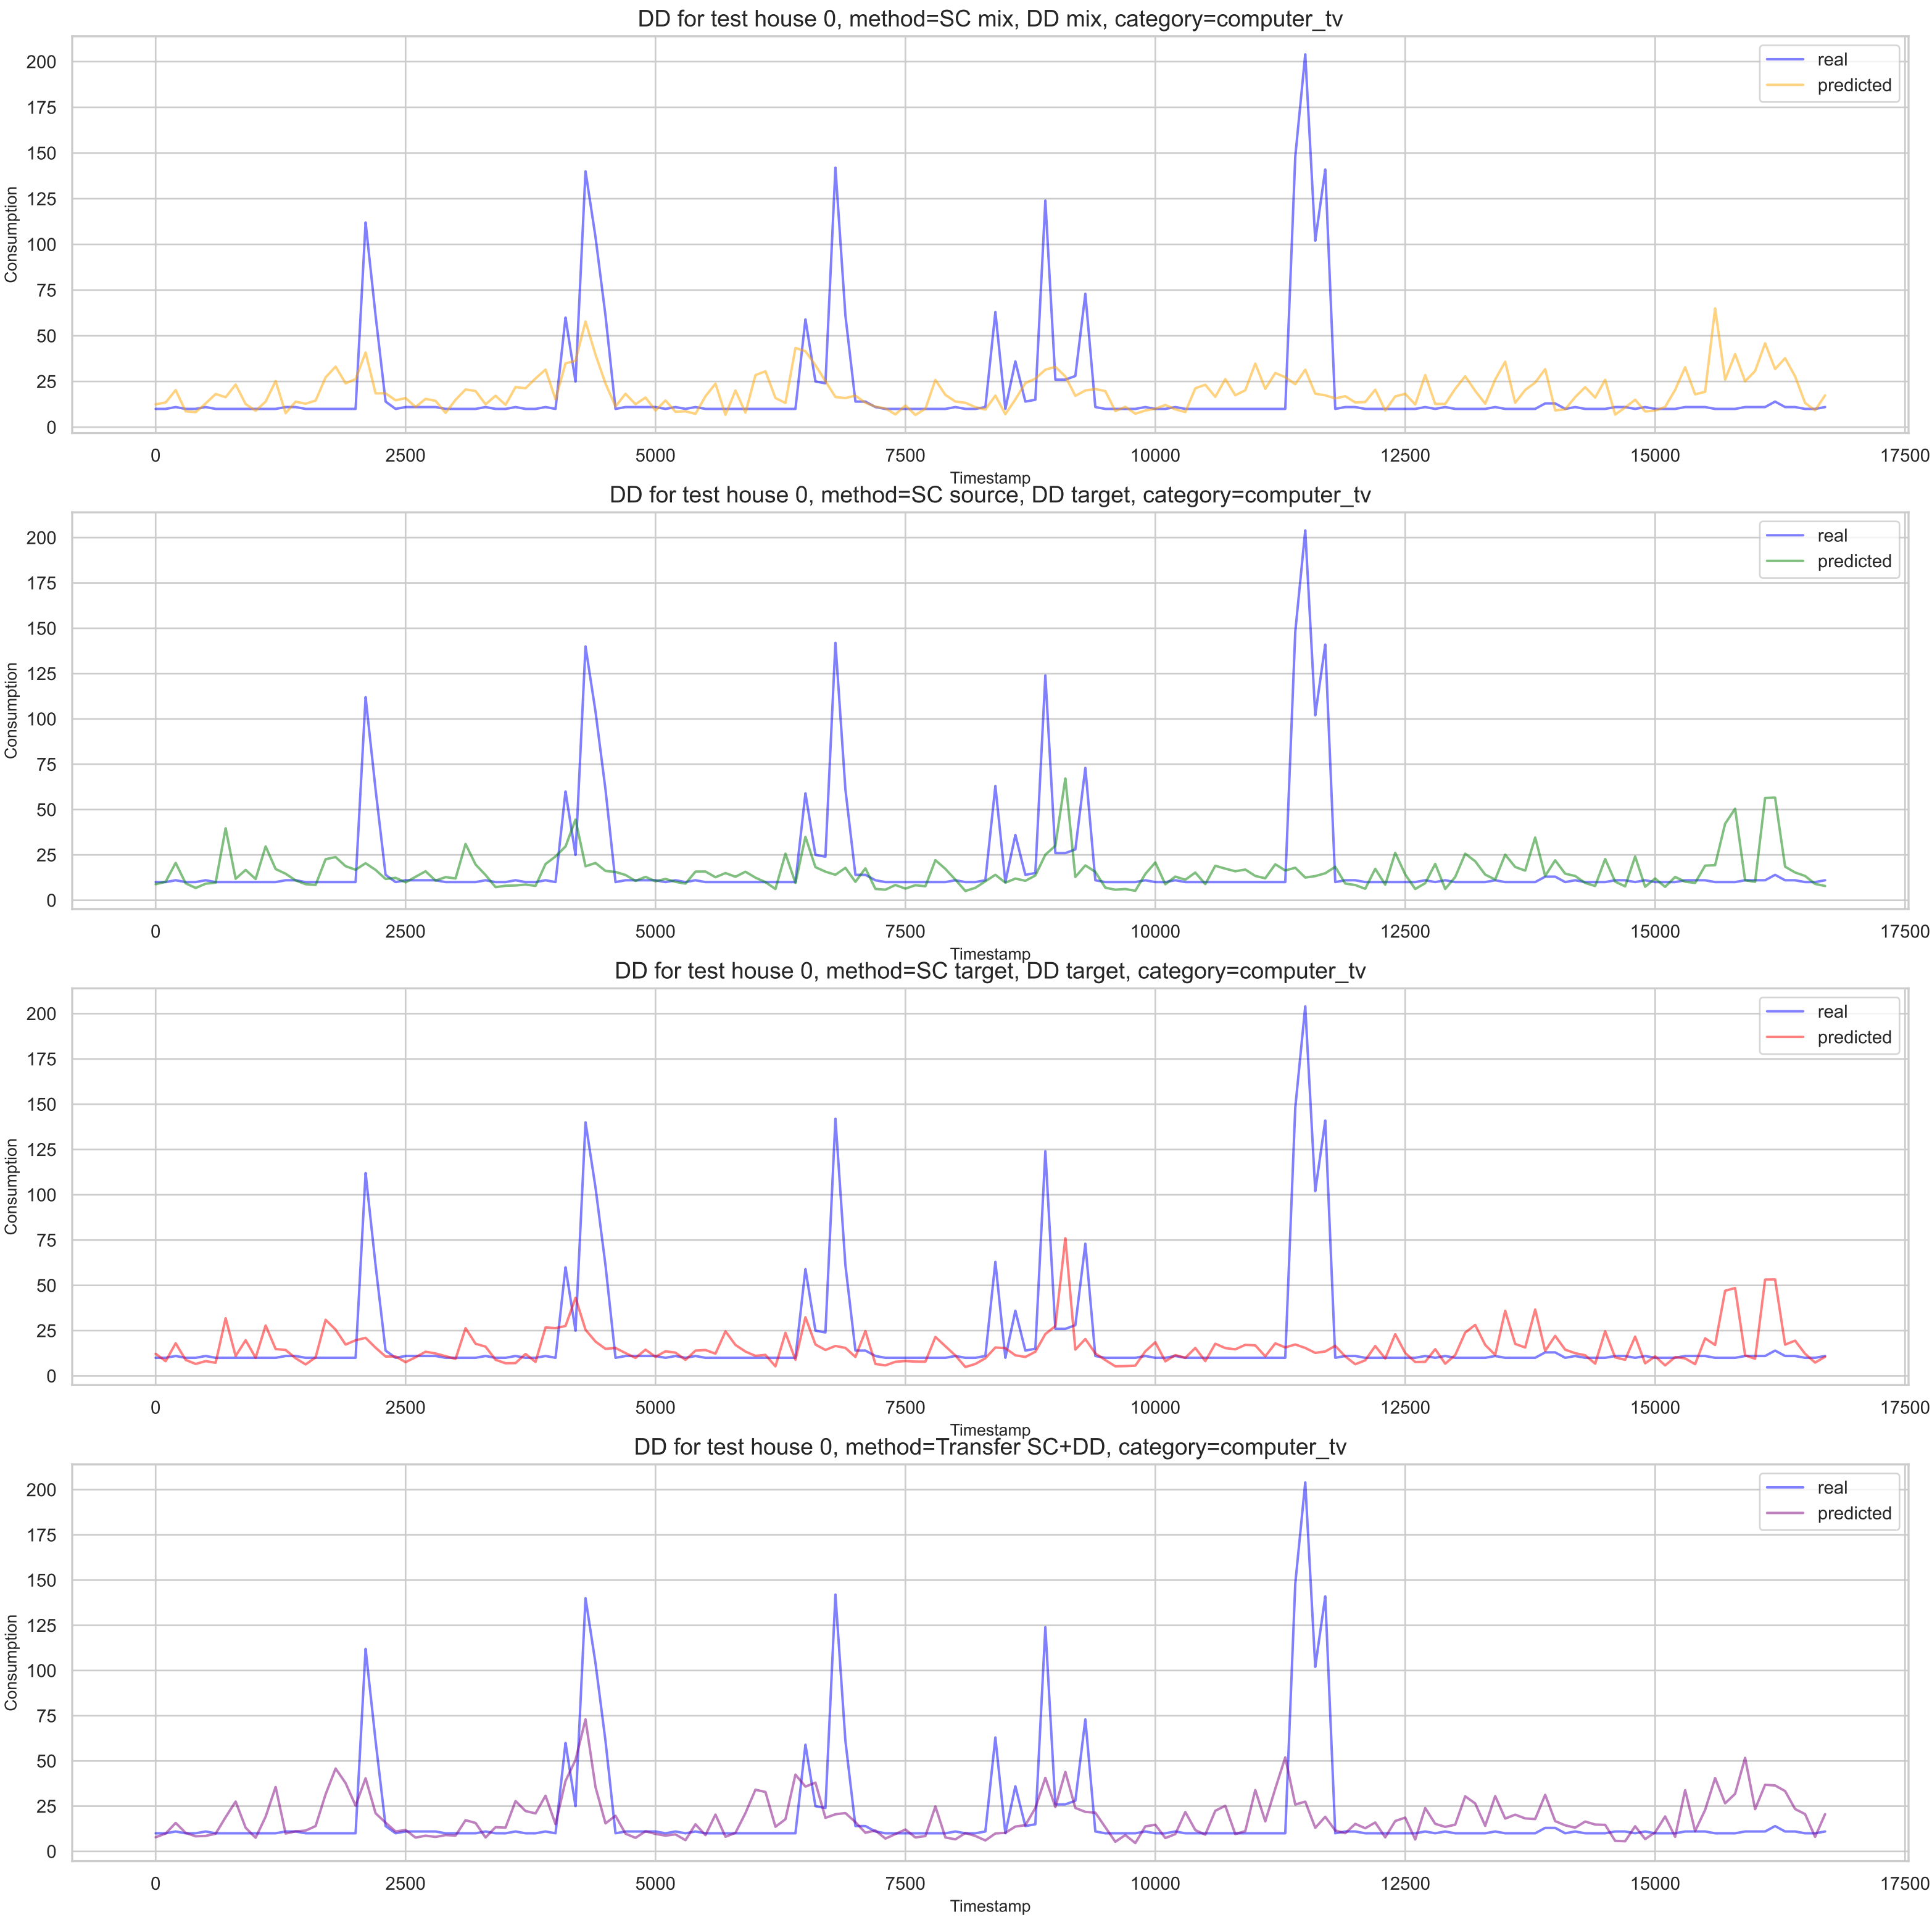 DD for test house 0, method=SC mix, DD mix, category=computer_tv
200
175
150
125
100
75
50
25
0
Consumption
real
predicted
0 2500 5000 7500 10000 12500 15000 17500
Timestamp
DD for test house 0, method=SC source, DD target, category=computer_tv
200
175
150
125
100
75
50
25
0
Consumption
real
predicted
0 2500 5000 7500 10000 12500 15000 17500
Timestamp
DD for test house 0, method=SC target, DD target, category=computer_tv
200
175
150
125
100
75
50
25
0
Consumption
real
predicted
0 2500 5000 7500 10000 12500 15000 17500
Timestamp
DD for test house 0, method=Transfer SC+DD, category=computer_tv
200
175
150
125
100
75
50
25
0
Consumption
real
predicted
0 2500 5000 7500 10000 12500 15000 17500
Timestamp